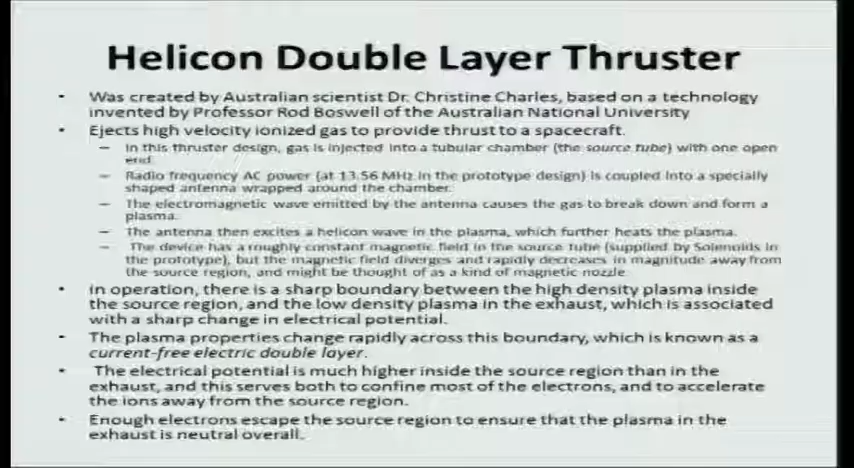 Helicon Double Layer Thruster
• Was created by Australian scientist Dr. Christine Charles, based on a technology
invented by Professor Rod Boswell of the Australian National University
• Ejects high velocity ionized gas to provide thrust to a spacecraft.
– In this thruster design, gas is injected into a tubular chamber (the source tube) with one open
end.
– Radio frequency AC power (at 13.56 MHz in the prototype design) is coupled into a specially
shaped antenna wrapped around the chamber.
– The electromagnetic wave emitted by the antenna causes the gas to break down and form a
plasma.
– The antenna then excites a helicon wave in the plasma, which further heats the plasma.
– The device has a roughly constant magnetic field in the source tube (supplied by Solenoids in
the prototype), but the magnetic field diverges and rapidly decreases in magnitude away from
the source region, and might be thought of as a kind of magnetic nozzle.
• In operation, there is a sharp boundary between the high density plasma inside
the source region, and the low density plasma in the exhaust, which is associated
with a sharp change in electrical potential.
• The plasma properties change rapidly across this boundary, which is known as a
current-free electric double layer.
• The electrical potential is much higher inside the source region than in the
exhaust, and this serves both to confine most of the electrons, and to accelerate
the ions away from the source region.
• Enough electrons escape the source region to ensure that the plasma in the
exhaust is neutral overall.